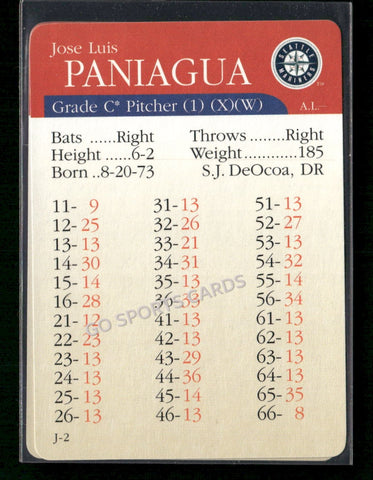 Jose Luis
PANIAGUA
SEATTLE
MARINERS
Grade C* Pitcher (1) (X)(W) A.L.—
Bats ......Right Throws ........Right
Height ......6-2 Weight ............185
Born ..8-20-73 S.J. DeOcoa, DR
11- 9 31-13 51-13
12-25 32-26 52-27
13-13 33-21 53-13
14-30 34-31 54-32
15-14 35-13 55-14
16-28 36-33 56-34
21-12 41-13 61-13
22-23 42-13 62-13
23-13 43-29 63-13
24-13 44-36 64-13
25-13 45-14 65-35
26-13 46-13 66- 8
GO SPORTS CARDS
J-2